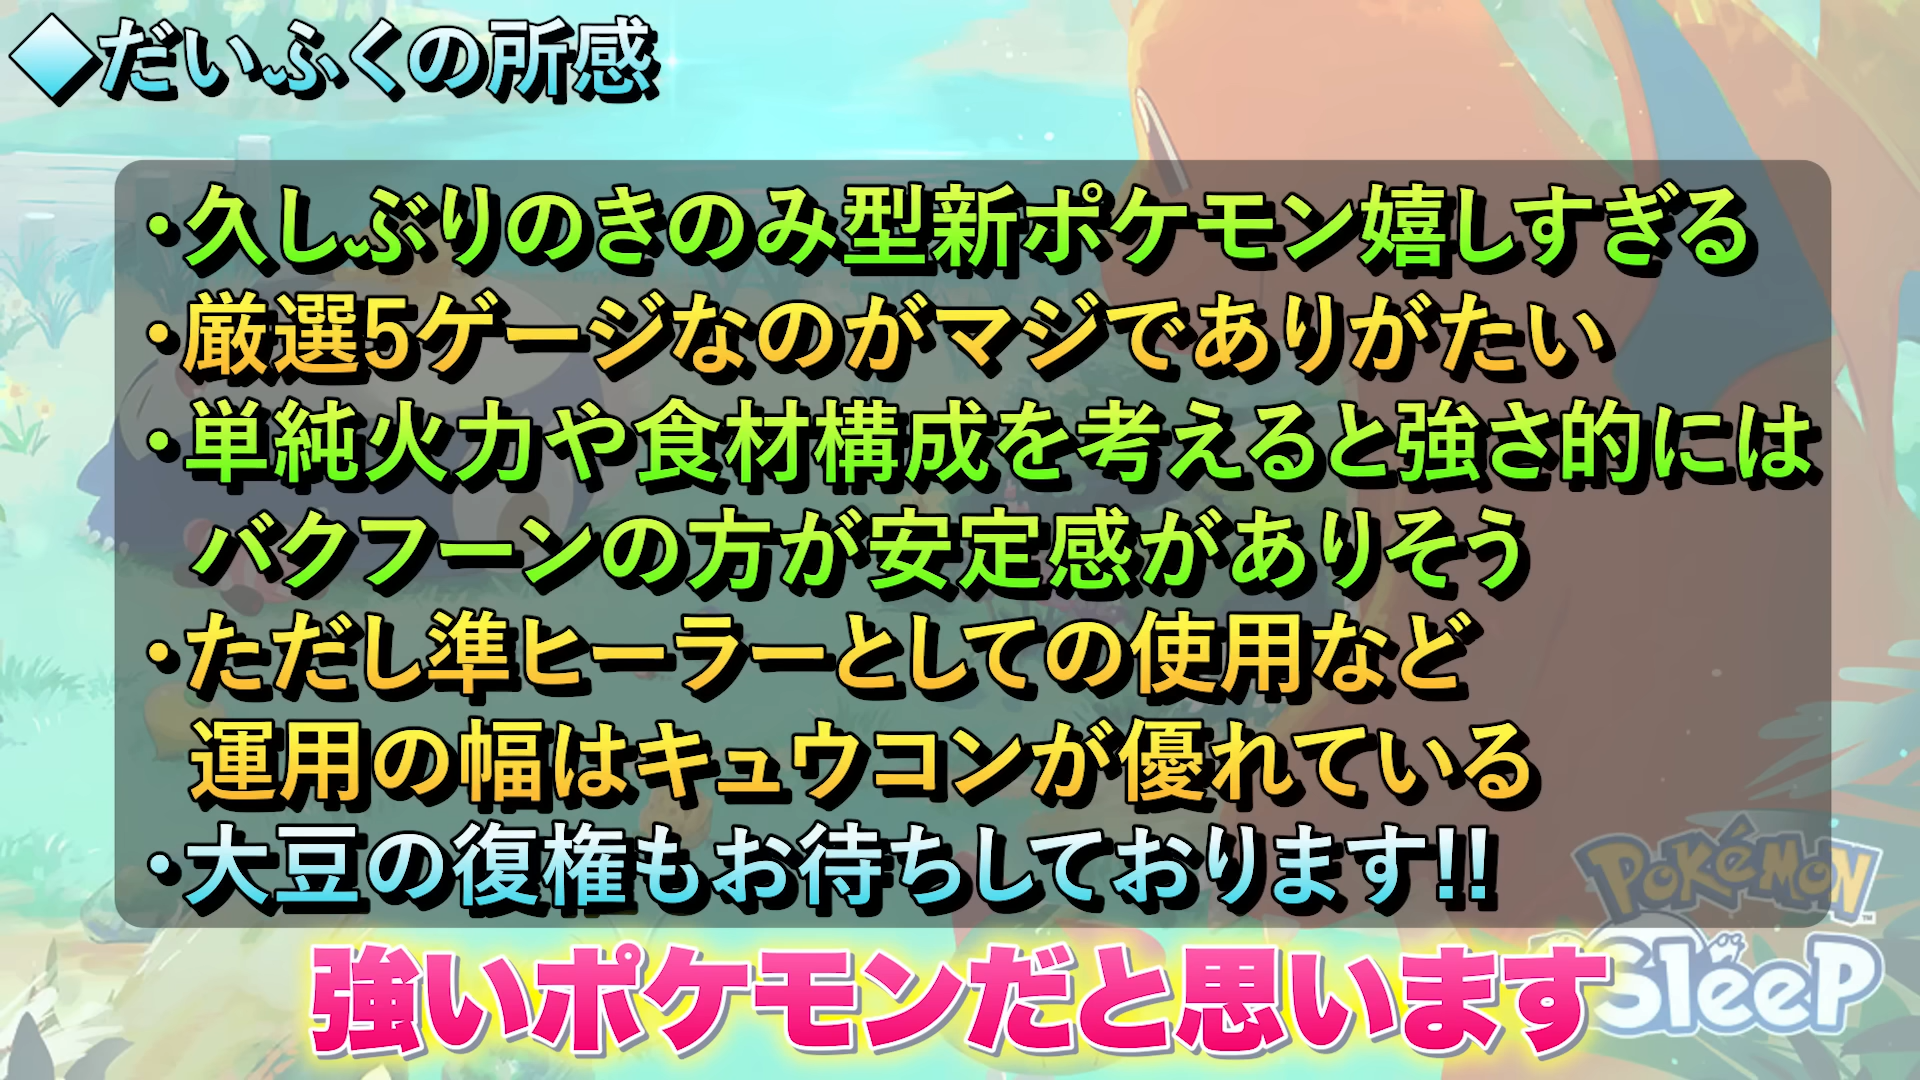 ◆だいふくの所感
・久しぶりのきのみ型新ポケモン嬉しすぎる
・厳選5ゲージなのがマジでありがたい
・単純火力や食材構成を考えると強さ的には
バクフーンの方が安定感がありそう
・ただし準ヒーラーとしての使用など
運用の幅はキュウコンが優れている
・大豆の復権もお待ちしております!!
Pokémon
Sleep
強いポケモンだと思います